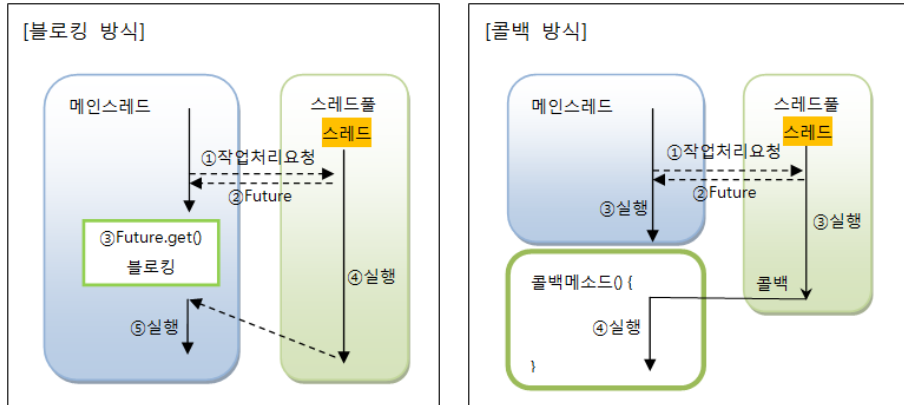 [블로킹 방식]
메인스레드
스레드풀
스레드
①작업처리요청
②Future
③Future.get()
블로킹
④실행
⑤실행
[콜백 방식]
메인스레드
스레드풀
스레드
①작업처리요청
②Future
③실행
③실행
콜백메소드() {
콜백
④실행
}